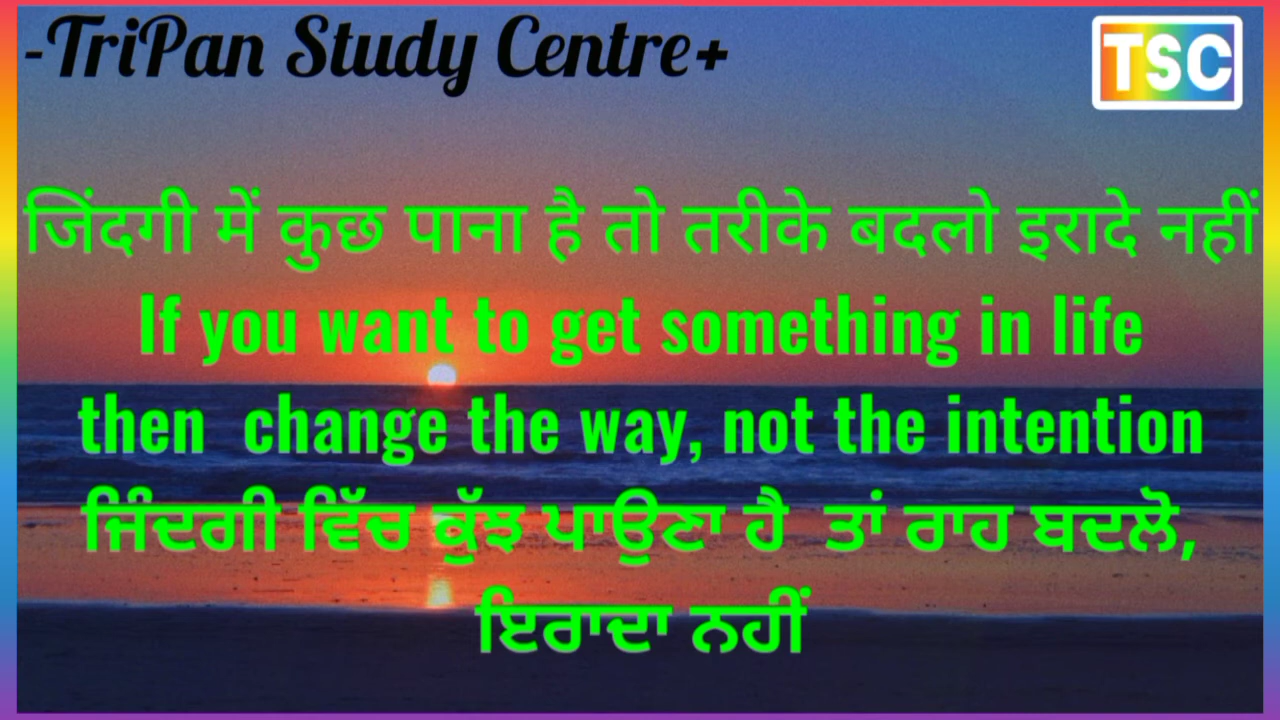 -TriPan Study Centre+
TSC
जिंदगी में कुछ पाना है तो तरीके बदलो इरादे नहीं
If you want to get something in life
then change the way, not the intention
ਜਿੰਦਗੀ ਵਿੱਚ ਕੁੱਝ ਪਾਉਣਾ ਹੈ ਤਾਂ ਰਾਹ ਬਦਲੋ,
ਇਰਾਦਾ ਨਹੀਂ